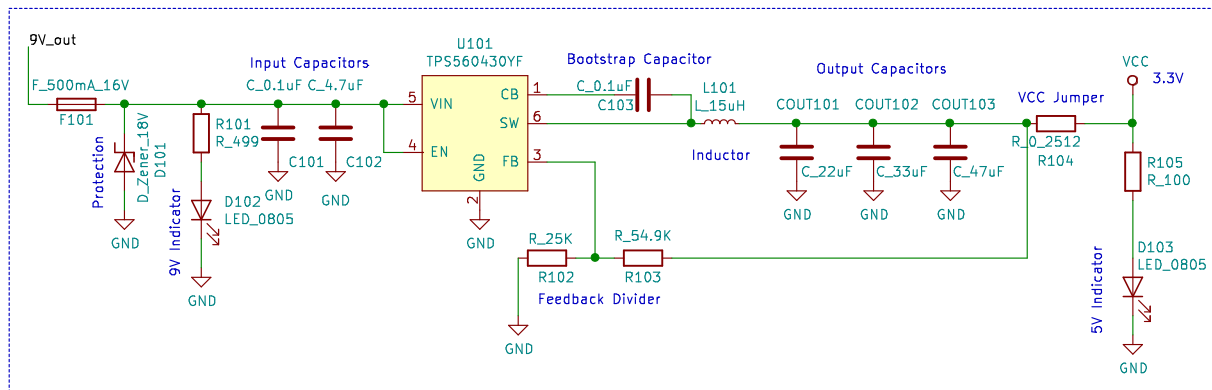 9V_out
F_500mA_16V
F101
Protection
D_Zener_18V
D101
R101
R_499
9V Indicator
D102
LED_0805
GND
GND
Input Capacitors
C_0.1uF
C_4.7uF
C101
C102
GND
GND
U101
TPS560430YF
5
VIN
4
EN
GND
2
CB
1
SW
6
FB
3
GND
Bootstrap Capacitor
C_0.1uF
C103
L101
L_15uH
Inductor
Output Capacitors
COUT101
COUT102
COUT103
C_22uF
C_33uF
C_47uF
GND
GND
GND
VCC
3.3V
VCC Jumper
R_0_2512
R104
R105
R_100
5V Indicator
D103
LED_0805
GND
R_25K
R102
R_54.9K
R103
Feedback Divider
GND